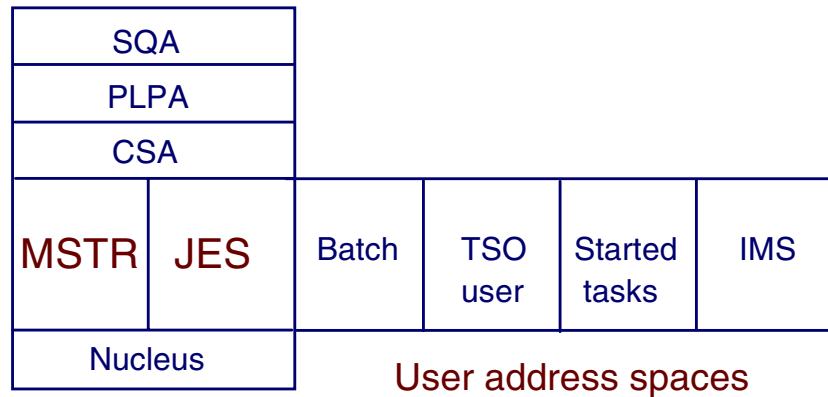 SQA
PLPA
CSA
MSTR
JES
Batch
TSO
user
Started
tasks
IMS
Nucleus
User address spaces